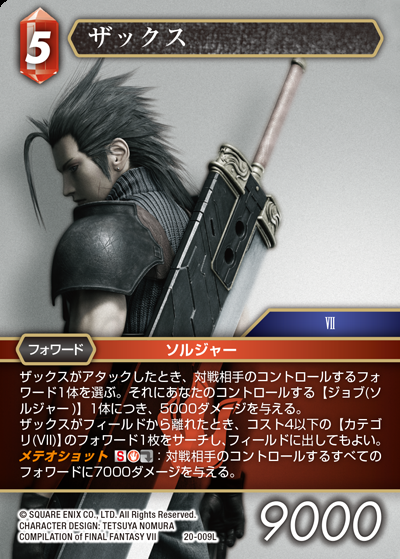 5
ザックス
VII
フォワード
ソルジャー
ザックスがアタックしたとき、対戦相手のコントロールするフォ
ワード1体を選ぶ。それにあなたのコントロールする【ジョブ(ソ
ルジャー)】1体につき、5000ダメージを与える。
ザックスがフィールドから離れたとき、コスト4以下の【カテゴ
リ(VII)】のフォワード1枚をサーチし、フィールドに出してもよい。
メテオショット S :対戦相手のコントロールするすべての
フォワードに7000ダメージを与える。
© SQUARE ENIX CO., LTD. All Rights Reserved.
CHARACTER DESIGN: TETSUYA NOMURA
COMPILATION of FINAL FANTASY VII
20-009L
9000